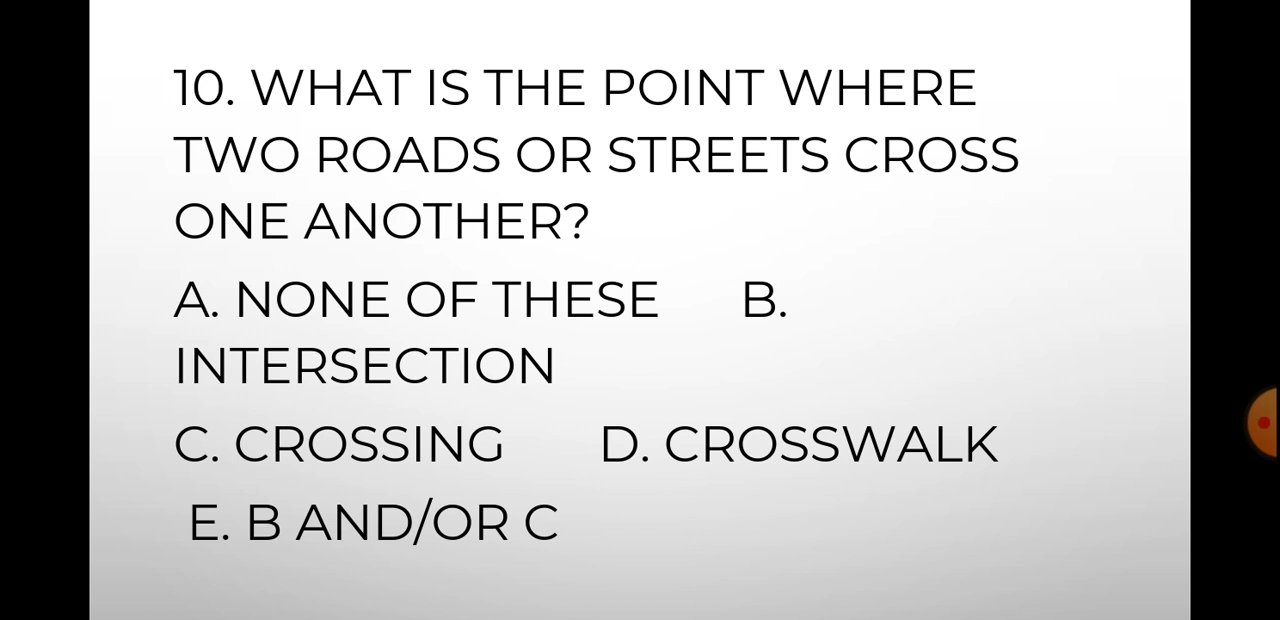 10. WHAT IS THE POINT WHERE
TWO ROADS OR STREETS CROSS
ONE ANOTHER?
A. NONE OF THESE B.
INTERSECTION
C. CROSSING D. CROSSWALK
E. B AND/OR C